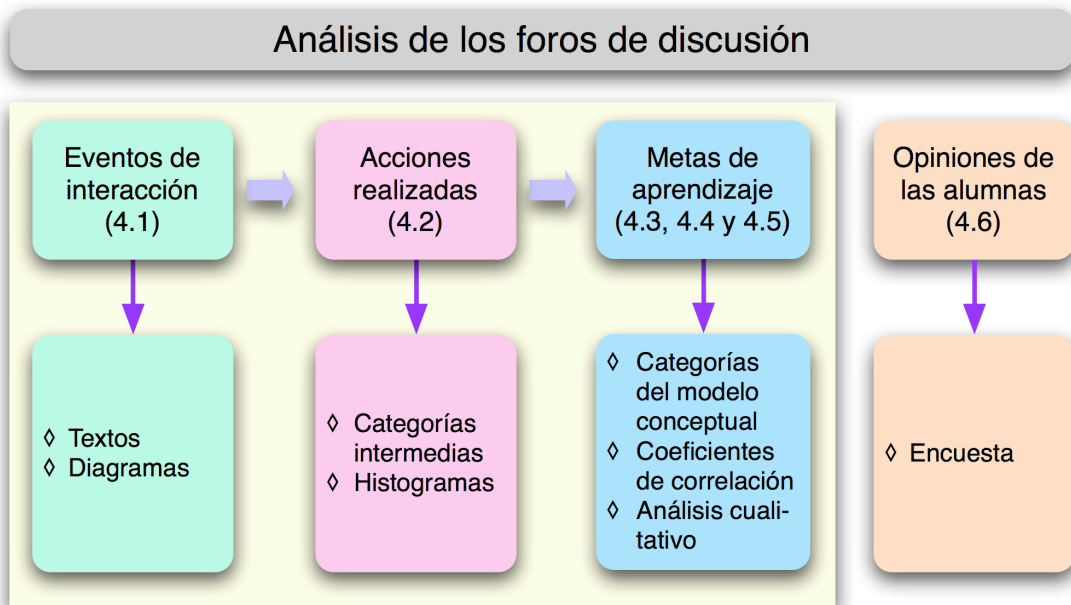 Análisis de los foros de discusión
Eventos de
interacción
(4.1)
Acciones
realizadas
(4.2)
Metas de
aprendizaje
(4.3, 4.4 y 4.5)
Opiniones de
las alumnas
(4.6)
◊ Textos
◊ Diagramas
◊ Categorías
intermedias
◊ Histogramas
◊ Categorías
del modelo
conceptual
◊ Coeficientes
de correlación
◊ Análisis cuali-
tativo
◊ Encuesta